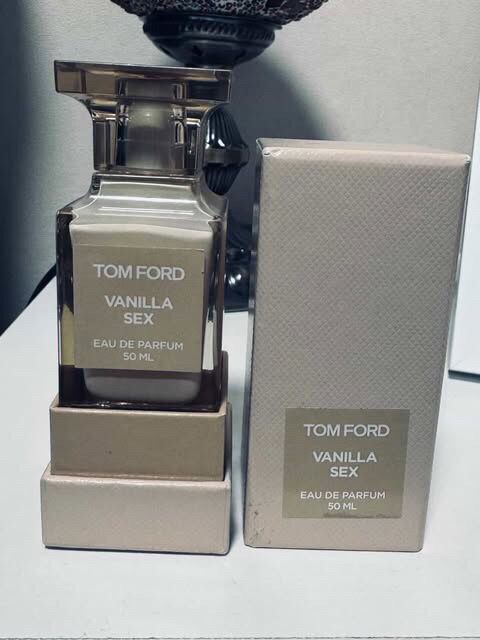 TOM FORD
VANILLA
SEX
EAU DE PARFUM
50 ML
TOM FORD
VANILLA
SEX
EAU DE PARFUM
50 ML